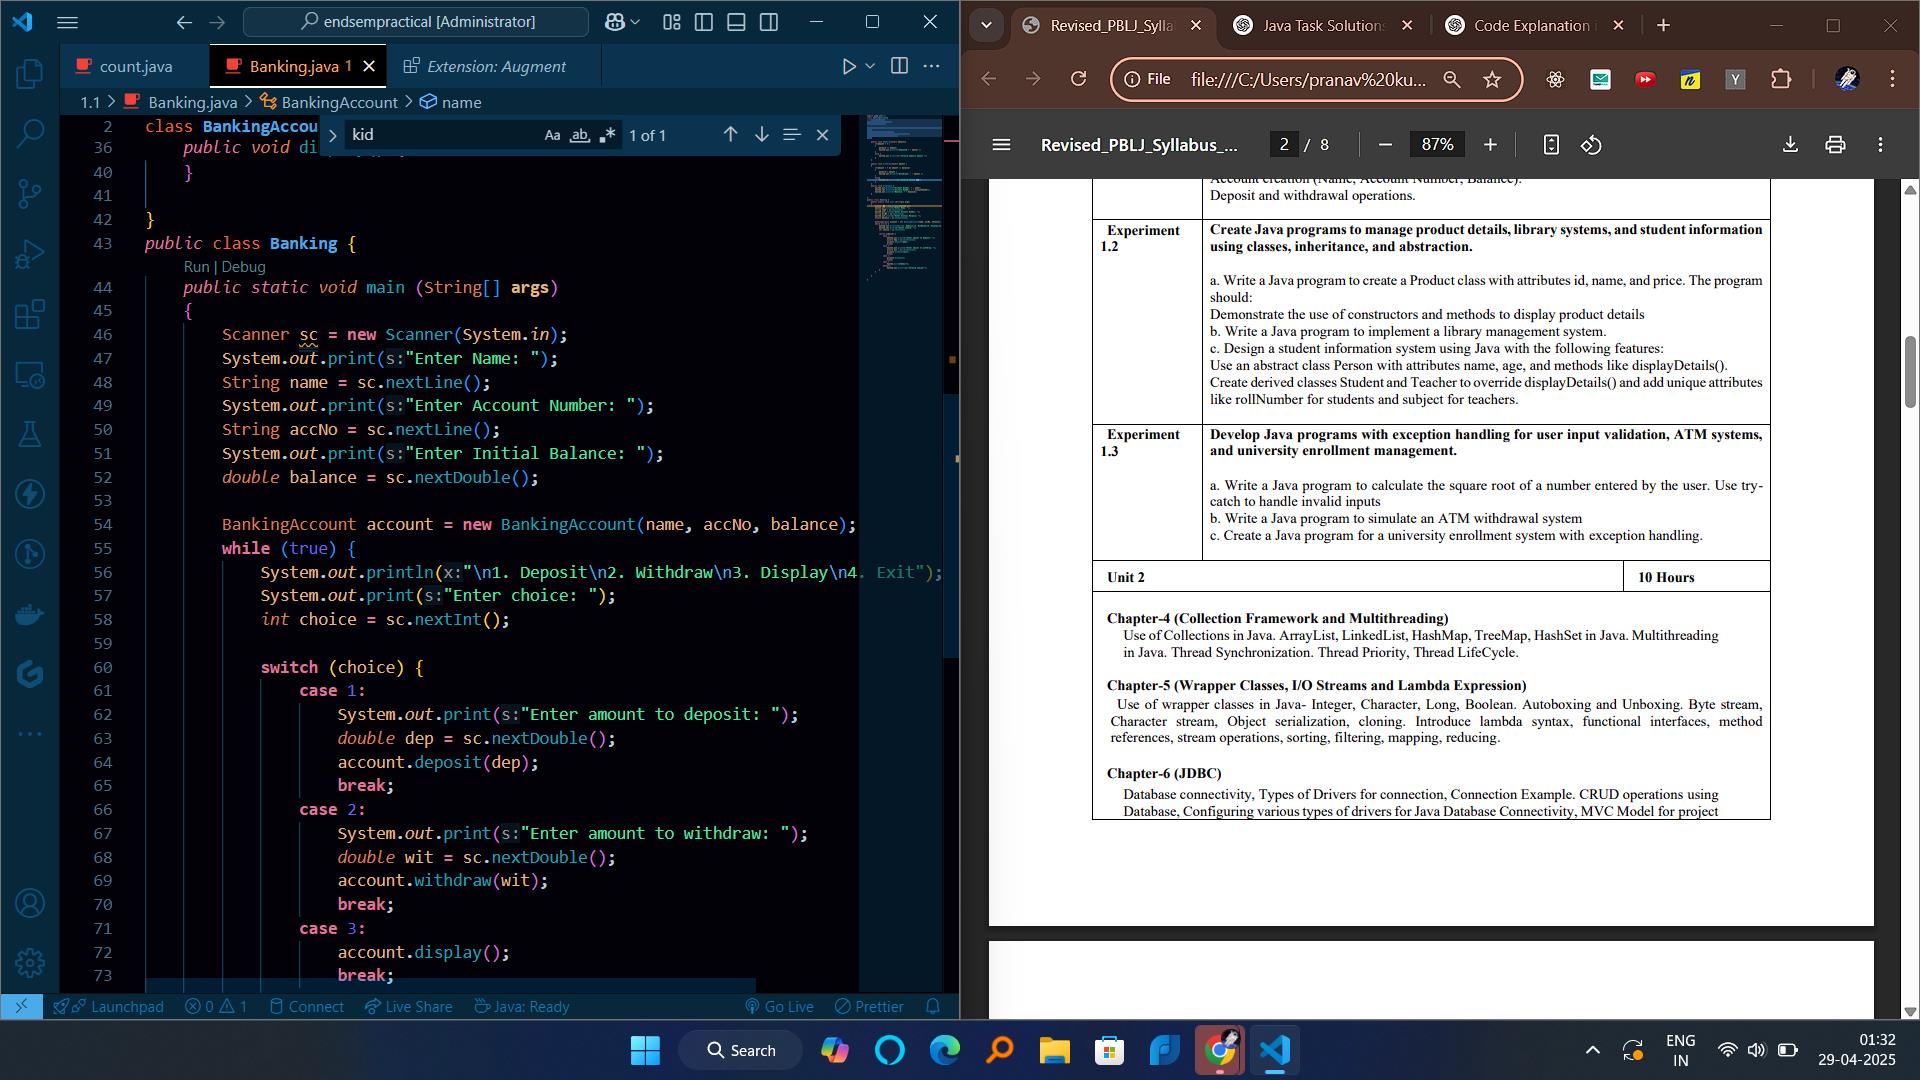 endsempractical [Administrator]
count.java
Banking.java 1
Extension: Augment
1.1 > Banking.java > BankingAccount > name
kid
Aa ab .* 1 of 1
2 class BankingAccou
36 public void di
40 }
41
42 }
43 public class Banking {
Run | Debug
44 public static void main (String[] args)
45 {
46 Scanner sc = new Scanner(System.in);
47 System.out.print(s:"Enter Name: ");
48 String name = sc.nextLine();
49 System.out.print(s:"Enter Account Number: ");
50 String accNo = sc.nextLine();
51 System.out.print(s:"Enter Initial Balance: ");
52 double balance = sc.nextDouble();
53
54 BankingAccount account = new BankingAccount(name, accNo, balance);
55 while (true) {
56 System.out.println(x:"\n1. Deposit\n2. Withdraw\n3. Display\n4. Exit");
57 System.out.print(s:"Enter choice: ");
58 int choice = sc.nextInt();
59
60 switch (choice) {
61 case 1:
62 System.out.print(s:"Enter amount to deposit: ");
63 double dep = sc.nextDouble();
64 account.deposit(dep);
65 break;
66 case 2:
67 System.out.print(s:"Enter amount to withdraw: ");
68 double wit = sc.nextDouble();
69 account.withdraw(wit);
70 break;
71 case 3:
72 account.display();
73 break;
Launchpad 0 1 Connect Live Share Java: Ready Go Live Prettier
Revised_PBLJ_Sylla
Java Task Solutions
Code Explanation
File file:///C:/Users/pranav%20ku...
Revised_PBLJ_Syllabus_... 2 / 8 87%
Account creation (Name, Account Number, Balance).
Deposit and withdrawal operations.
Experiment 1.2
Create Java programs to manage product details, library systems, and student information
using classes, inheritance, and abstraction.
a. Write a Java program to create a Product class with attributes id, name, and price. The program
should:
Demonstrate the use of constructors and methods to display product details
b. Write a Java program to implement a library management system.
c. Design a student information system using Java with the following features:
Use an abstract class Person with attributes name, age, and methods like displayDetails().
Create derived classes Student and Teacher to override displayDetails() and add unique attributes
like rollNumber for students and subject for teachers.
Experiment 1.3
Develop Java programs with exception handling for user input validation, ATM systems,
and university enrollment management.
a. Write a Java program to calculate the square root of a number entered by the user. Use try-
catch to handle invalid inputs
b. Write a Java program to simulate an ATM withdrawal system
c. Create a Java program for a university enrollment system with exception handling.
Unit 2 10 Hours
Chapter-4 (Collection Framework and Multithreading)
Use of Collections in Java. ArrayList, LinkedList, HashMap, TreeMap, HashSet in Java. Multithreading
in Java. Thread Synchronization. Thread Priority, Thread LifeCycle.
Chapter-5 (Wrapper Classes, I/O Streams and Lambda Expression)
Use of wrapper classes in Java- Integer, Character, Long, Boolean. Autoboxing and Unboxing. Byte stream,
Character stream, Object serialization, cloning. Introduce lambda syntax, functional interfaces, method
references, stream operations, sorting, filtering, mapping, reducing.
Chapter-6 (JDBC)
Database connectivity, Types of Drivers for connection, Connection Example. CRUD operations using
Database, Configuring various types of drivers for Java Database Connectivity, MVC Model for project
Search
ENG
IN
01:32
29-04-2025